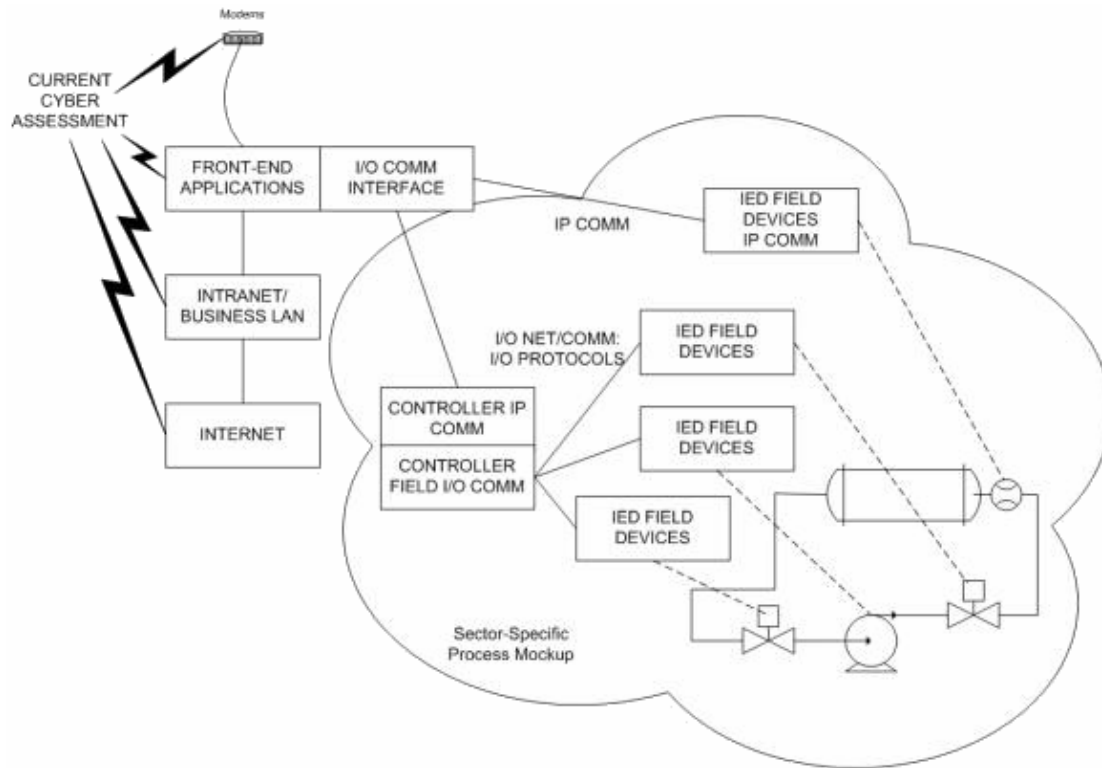 Modems
CURRENT
CYBER
ASSESSMENT
FRONT-END
APPLICATIONS
I/O COMM
INTERFACE
IP COMM
IED FIELD
DEVICES
IP COMM
INTRANET/
BUSINESS LAN
I/O NET/COMM:
I/O PROTOCOLS
IED FIELD
DEVICES
CONTROLLER IP
COMM
INTERNET
IED FIELD
DEVICES
CONTROLLER
FIELD I/O COMM
IED FIELD
DEVICES
Sector-Specific
Process Mockup